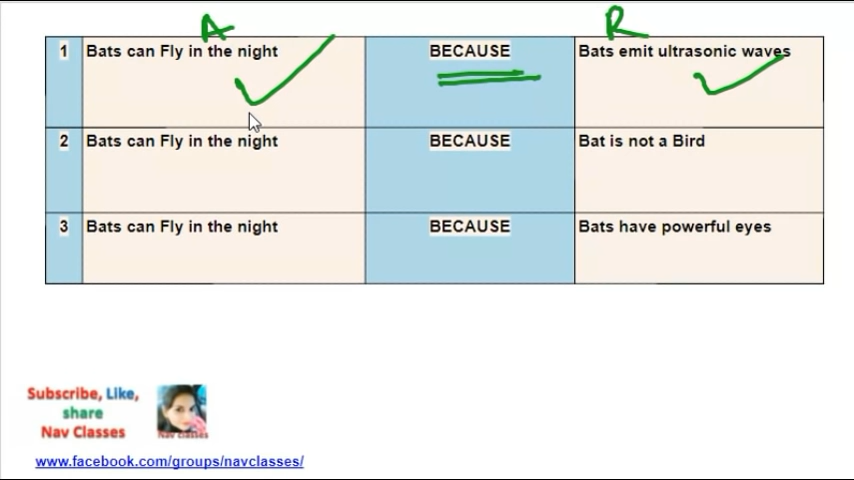 A R
1 Bats can Fly in the night BECAUSE Bats emit ultrasonic waves
2 Bats can Fly in the night BECAUSE Bat is not a Bird
3 Bats can Fly in the night BECAUSE Bats have powerful eyes
Subscribe, Like,
share
Nav Classes
Nav classes
www.facebook.com/groups/navclasses/